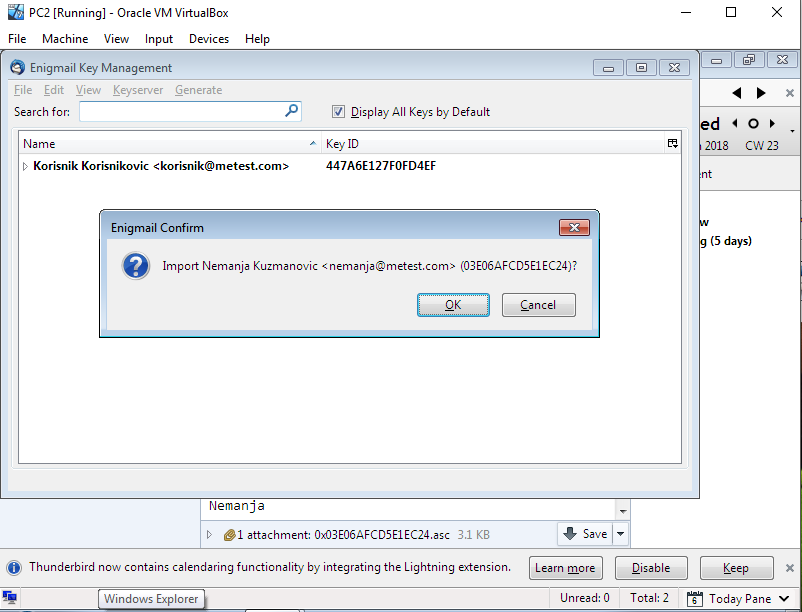 PC2 [Running] - Oracle VM VirtualBox
File Machine View Input Devices Help
Enigmail Key Management
File Edit View Keyserver Generate
Search for: Display All Keys by Default
ed
2018 CW 23
Name Key ID
Korisnik Korisnikovic <korisnik@metest.com> 447A6E127F0FD4EF
ent
w
g (5 days)
Enigmail Confirm
Import Nemanja Kuzmanovic <nemanja@metest.com> (03E06AFCD5E1EC24)?
OK Cancel
Nemanja
1 attachment: 0x03E06AFCD5E1EC24.asc 3.1 KB Save
Thunderbird now contains calendaring functionality by integrating the Lightning extension. Learn more Disable Keep
Windows Explorer Unread: 0 Total: 2 6 Today Pane